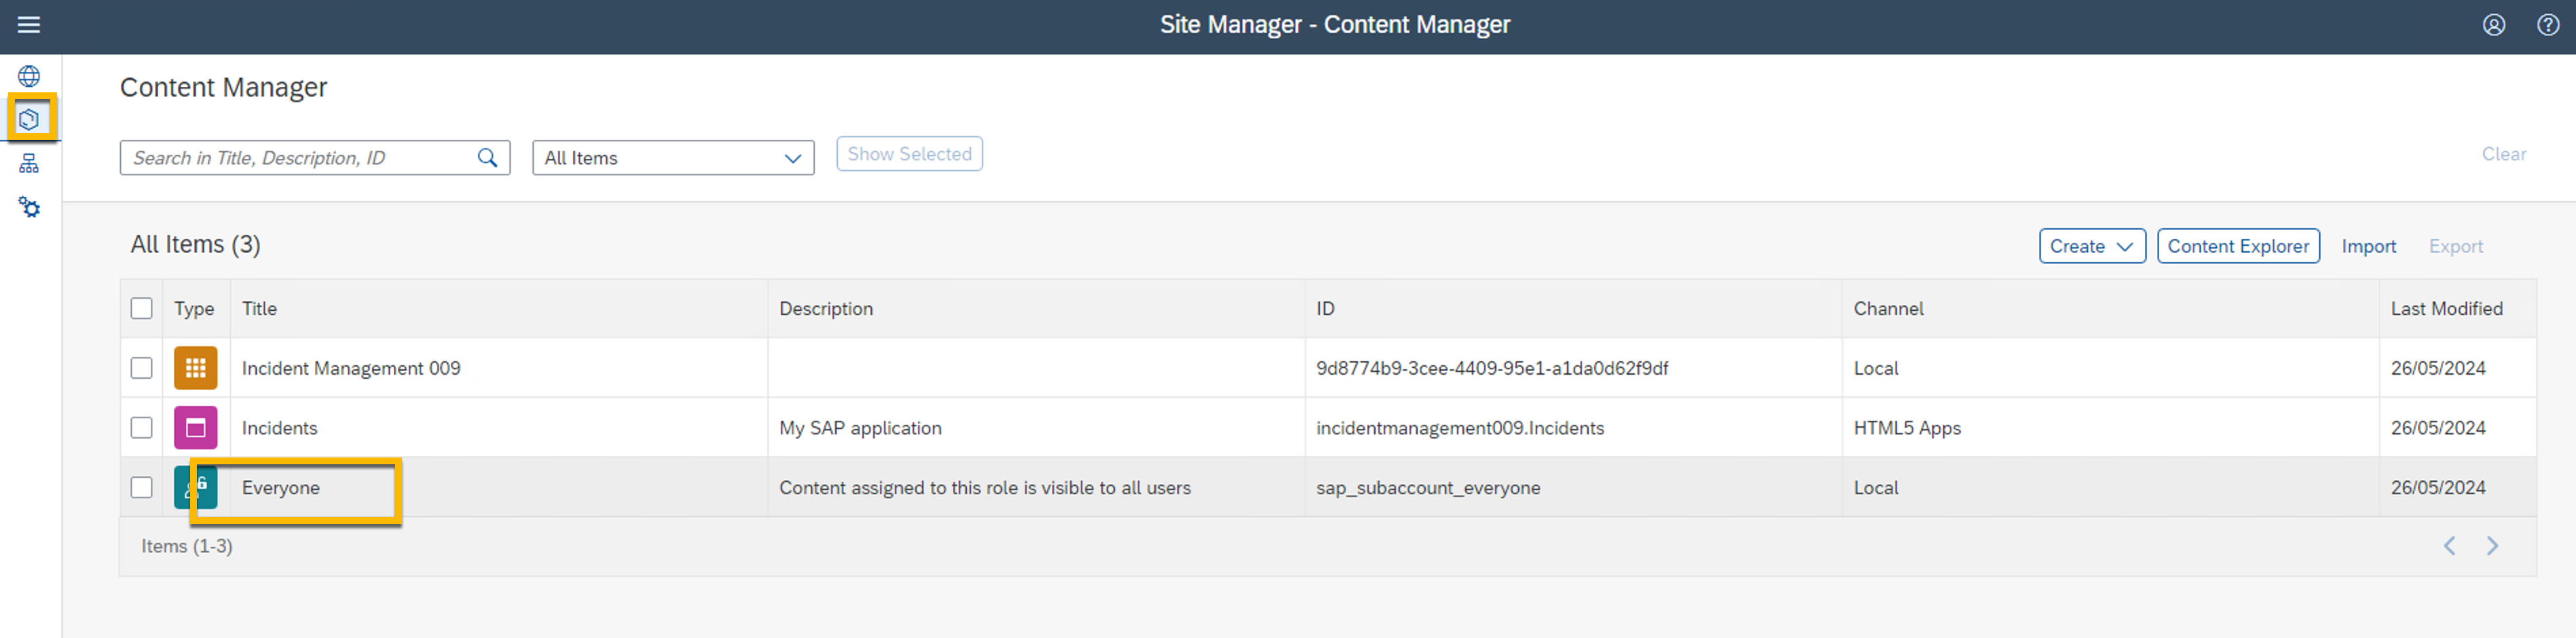 Site Manager - Content Manager
Content Manager
Search in Title, Description, ID
All Items
Show Selected
Clear
All Items (3)
Create
Content Explorer
Import
Export
Type Title Description ID Channel Last Modified
Incident Management 009 9d8774b9-3cee-4409-95e1-a1da0d62f9df Local 26/05/2024
Incidents My SAP application incidentmanagement009.Incidents HTML5 Apps 26/05/2024
Everyone Content assigned to this role is visible to all users sap_subaccount_everyone Local 26/05/2024
Items (1-3)